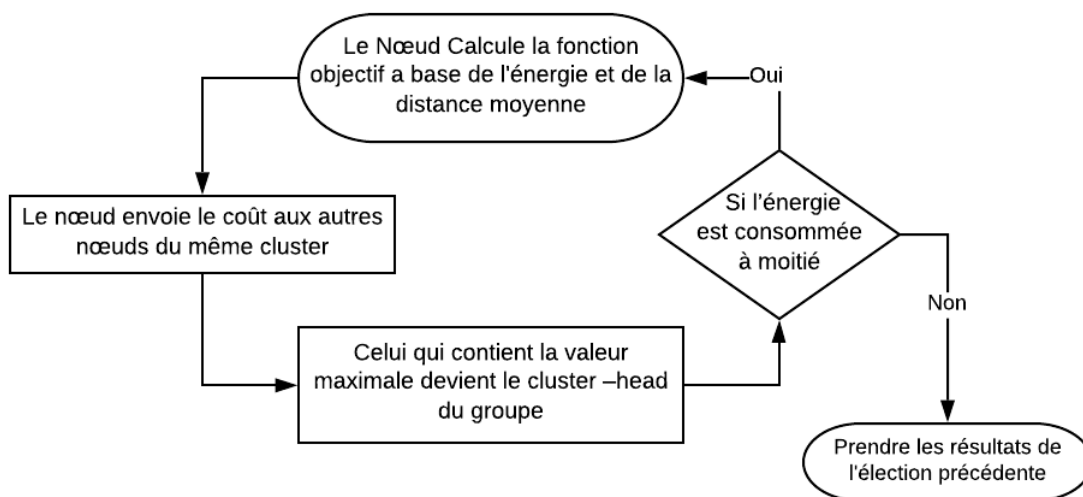 Le Nœud Calcule la fonction
objectif a base de l'énergie et de la
distance moyenne
Oui
Le nœud envoie le coût aux autres
nœuds du même cluster
Si l'énergie
est consommée
à moitié
Non
Celui qui contient la valeur
maximale devient le cluster –head
du groupe
Prendre les résultats de
l'élection précédente